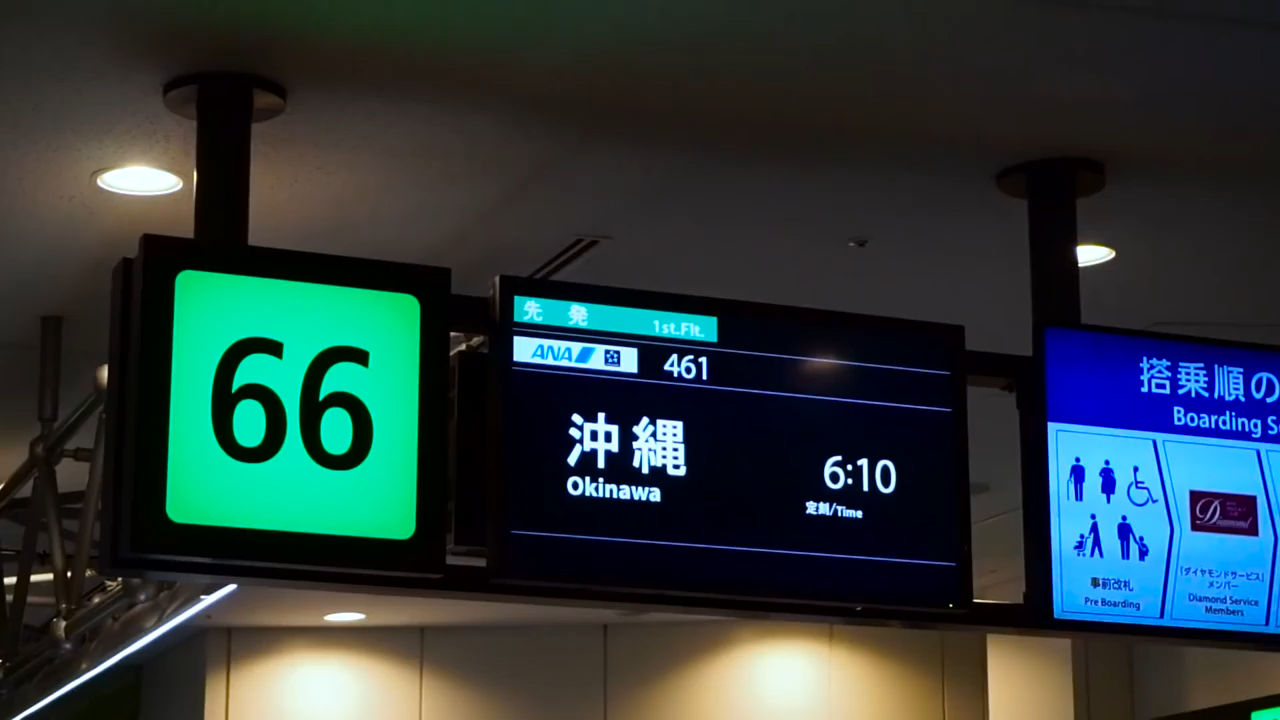 66
先 発 1st.Flt.
ANA 461
沖縄
Okinawa
6:10
定刻/Time
搭乗順の
Boarding
事前改札
Pre Boarding
Diamond
「ダイヤモンドサービス」
メンバー
Diamond Service
Members